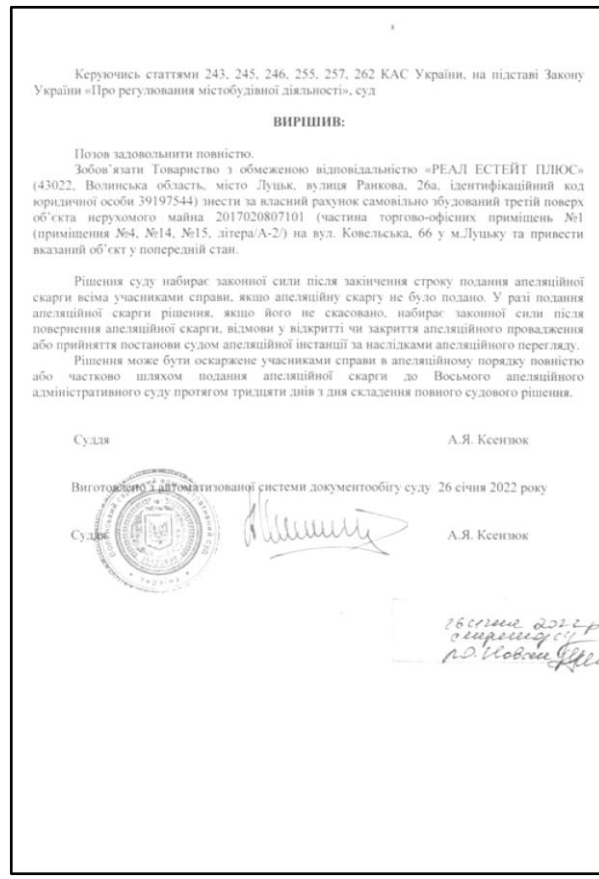 Керуючись статтями 243, 245, 246, 255, 257, 262 КАС України, на підставі Закону
України «Про регулювання містобудівної діяльності», суд
ВИРІШИВ:
Позов задовольнити повністю.
Зобов'язати Товариство з обмеженою відповідальністю «РЕАЛ ЕСТЕЙТ ПЛЮС»
(43022, Волинська область, місто Луцьк, вулиця Ранкова, 26а, ідентифікаційний код
юридичної особи 39197544) знести за власний рахунок самовільно збудований третій поверх
об'єкта нерухомого майна 2017020807101 (частина торгово-офісних приміщень №1
(приміщення №4, №14, №15, літера/А-2/) на вул. Ковельська, 66 у м.Луцьку та привести
вказаний об'єкт у попередній стан.
Рішення суду набирає законної сили після закінчення строку подання апеляційної
скарги всіма учасниками справи, якщо апеляційну скаргу не було подано. У разі подання
апеляційної скарги рішення, якщо його не скасовано, набирає законної сили після
повернення апеляційної скарги, відмови у відкритті чи закриття апеляційного провадження
або прийняття постанови судом апеляційної інстанції за наслідками апеляційного перегляду.
Рішення може бути оскаржене учасниками справи в апеляційному порядку повністю
або частково шляхом подання апеляційної скарги до Восьмого апеляційного
адміністративного суду протягом тридцяти днів з дня складення повного судового рішення.
Суддя А.Я. Ксензюк
Виготовлено з автоматизованої системи документообігу суду 26 січня 2022 року
Суддя А.Я. Ксензюк
УКРАЇНА
26 січня 2022 р